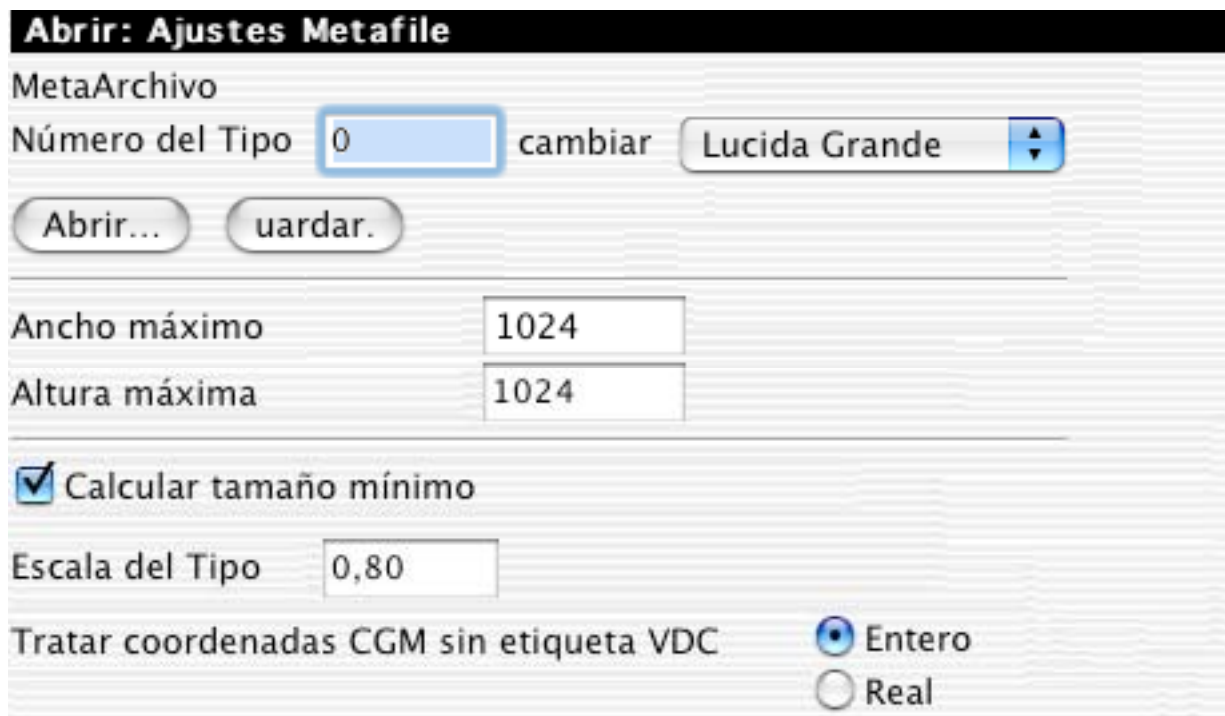 Abrir: Ajustes Metafile
MetaArchivo
Número del Tipo 0 cambiar Lucida Grande
Abrir... uardar.
Ancho máximo 1024
Altura máxima 1024
Calcular tamaño mínimo
Escala del Tipo 0,80
Tratar coordenadas CGM sin etiqueta VDC Entero
Real